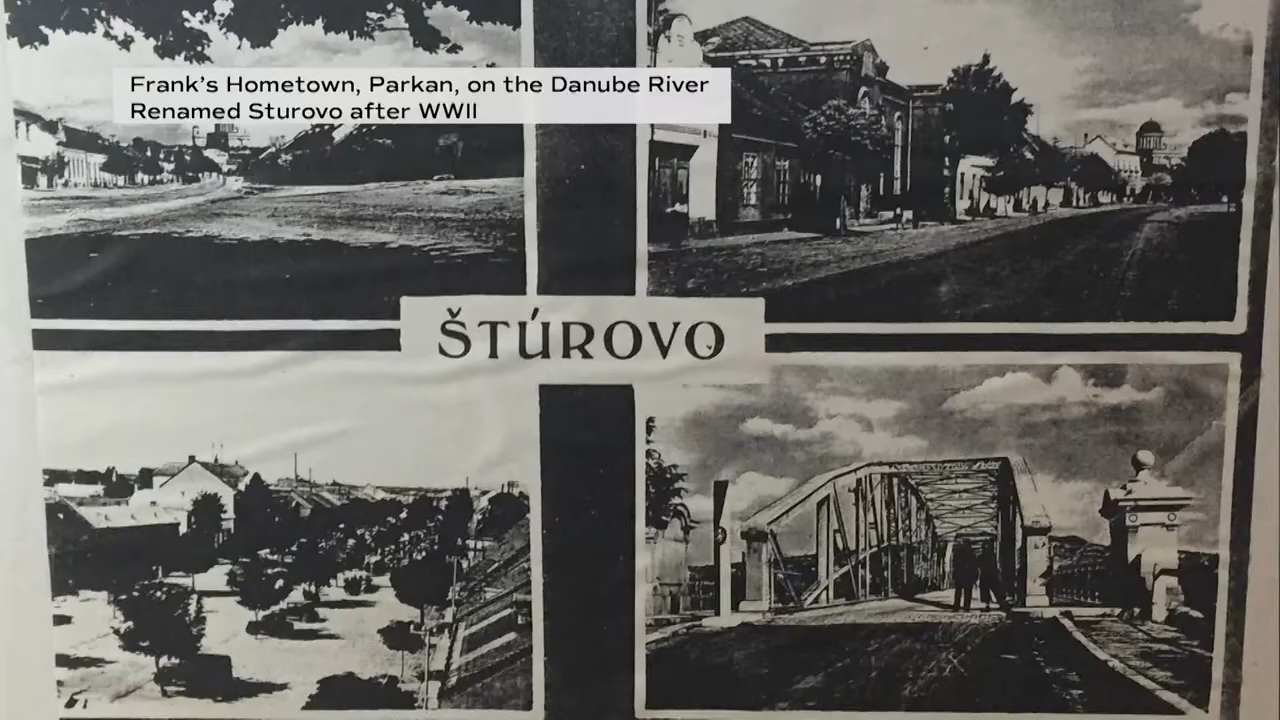 Frank's Hometown, Parkan, on the Danube River
Renamed Sturovo after WWII
ŠTÚROVO